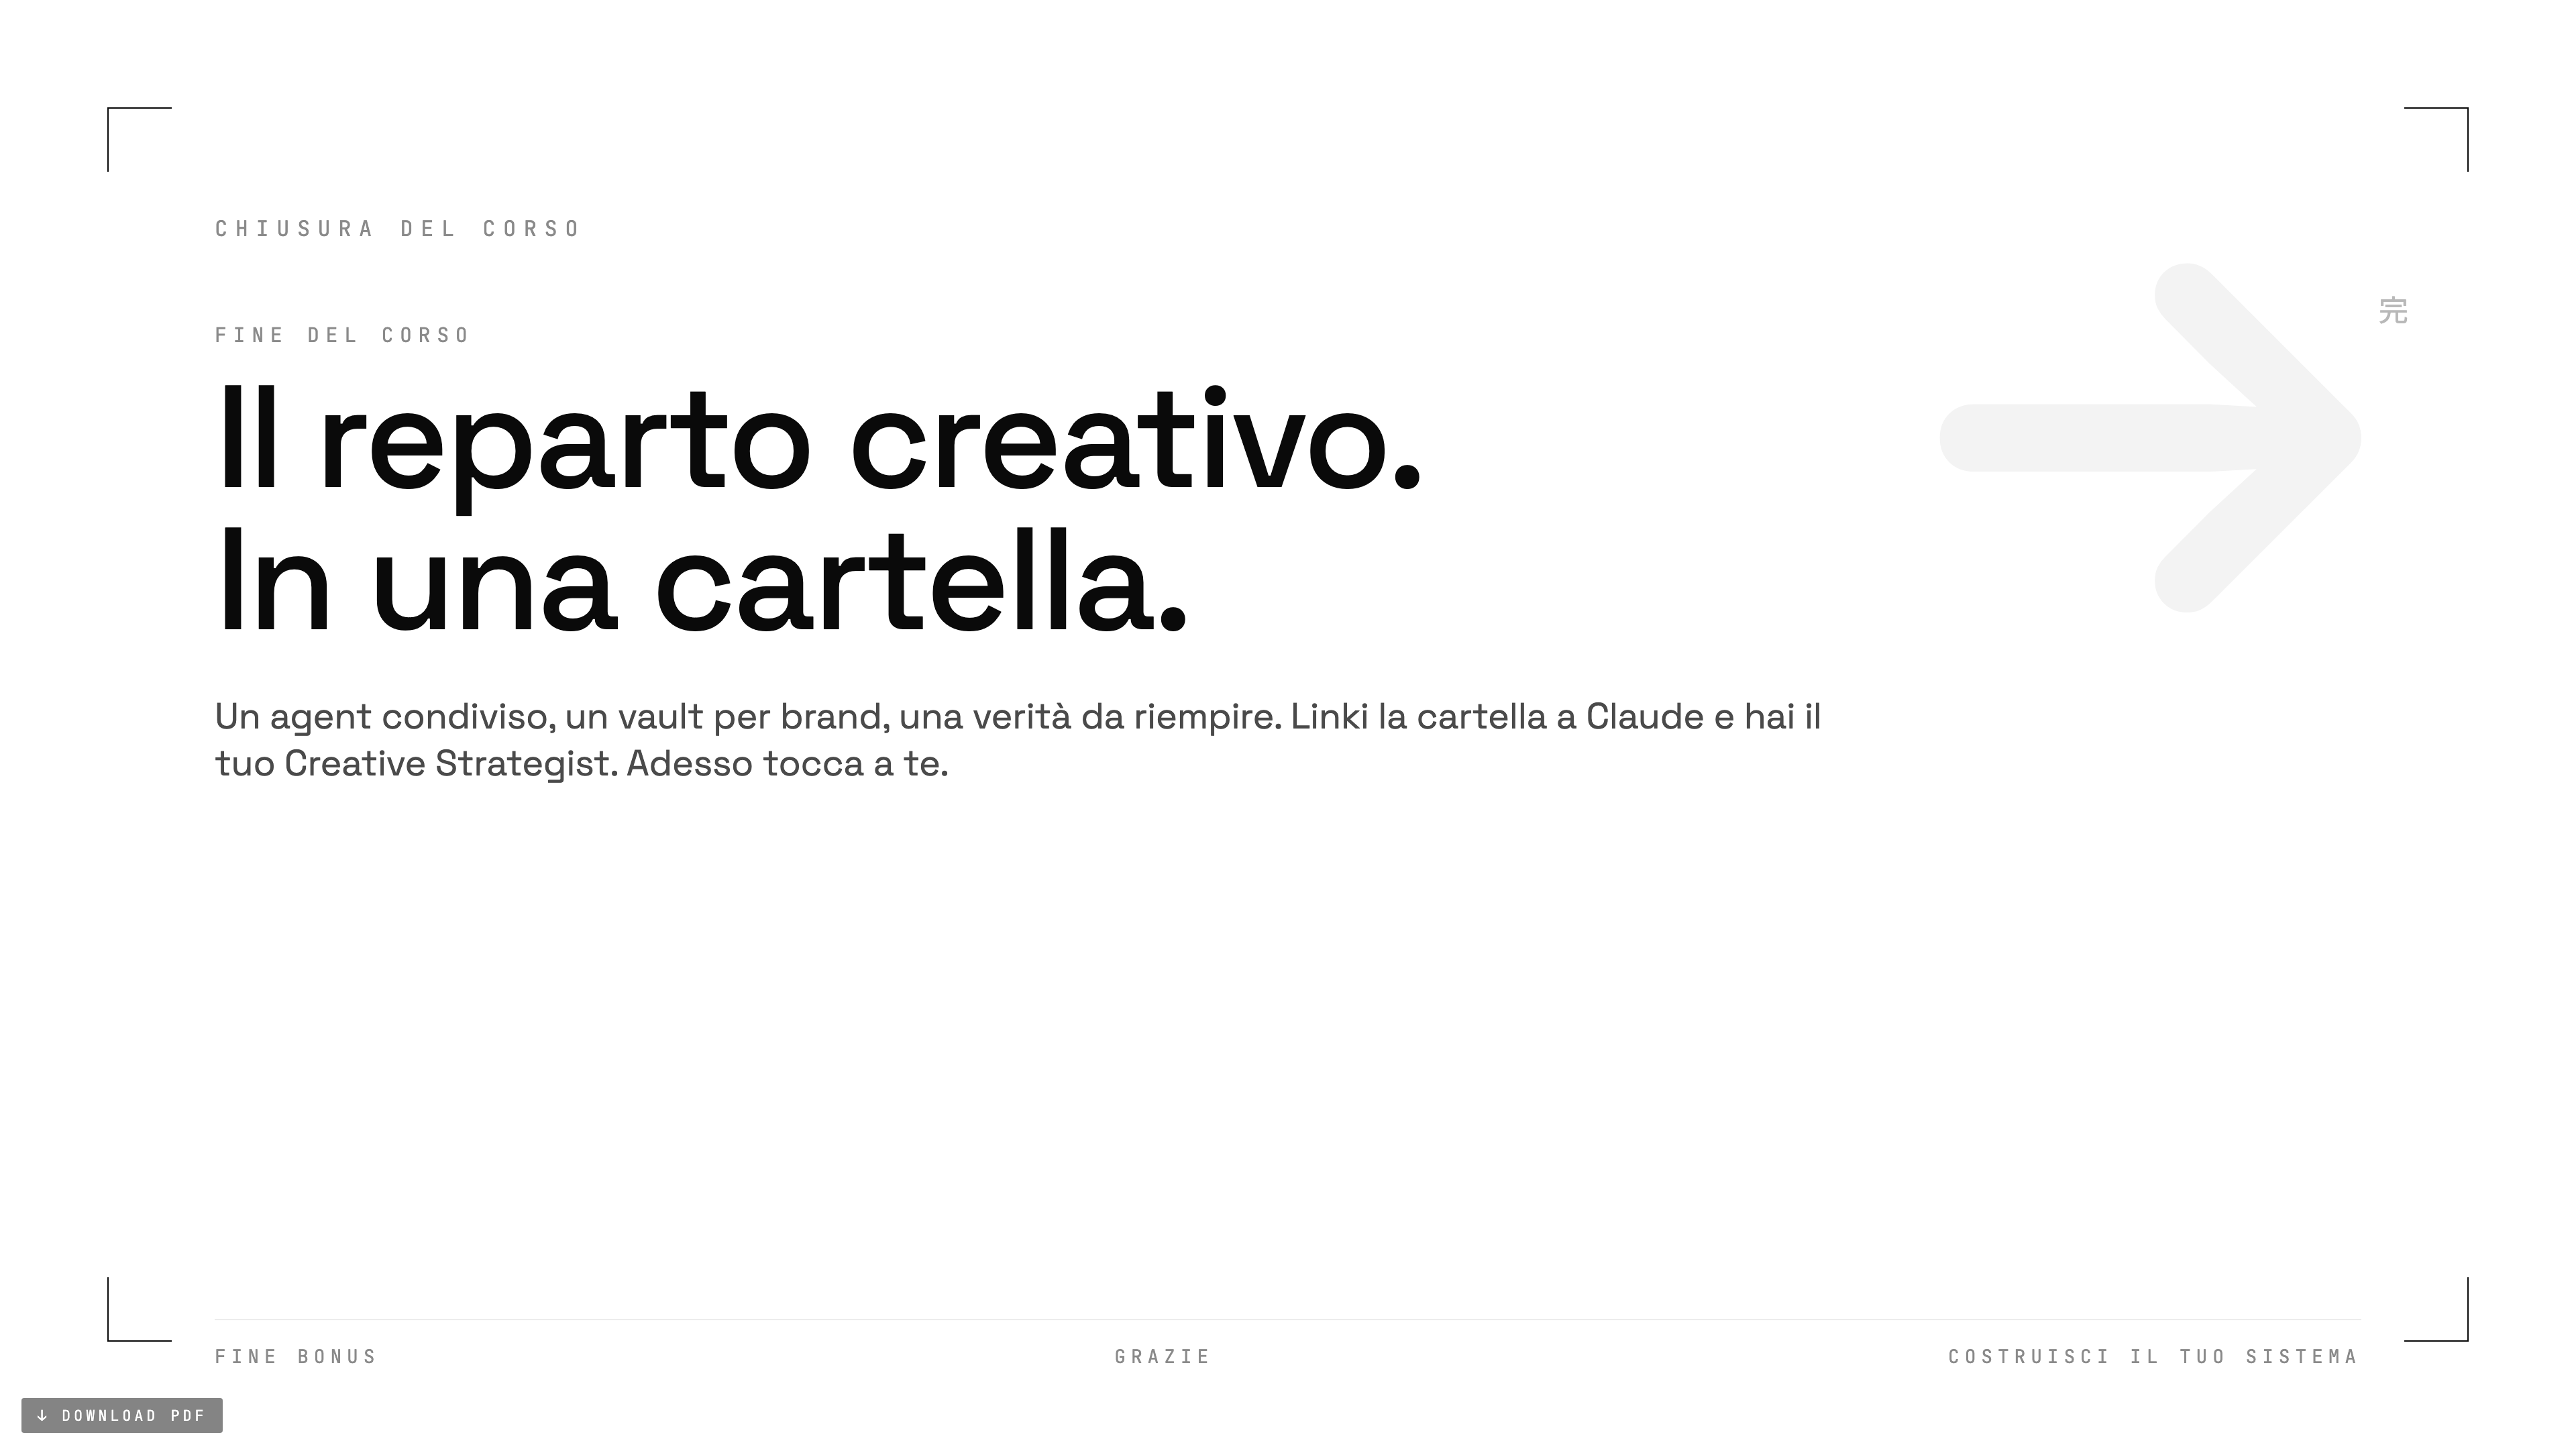 CHIUSURA DEL CORSO
完
FINE DEL CORSO
Il reparto creativo.
In una cartella.
Un agent condiviso, un vault per brand, una verità da riempire. Linki la cartella a Claude e hai il
tuo Creative Strategist. Adesso tocca a te.
FINE BONUS
GRAZIE
COSTRUISCI IL TUO SISTEMA
↓ DOWNLOAD PDF